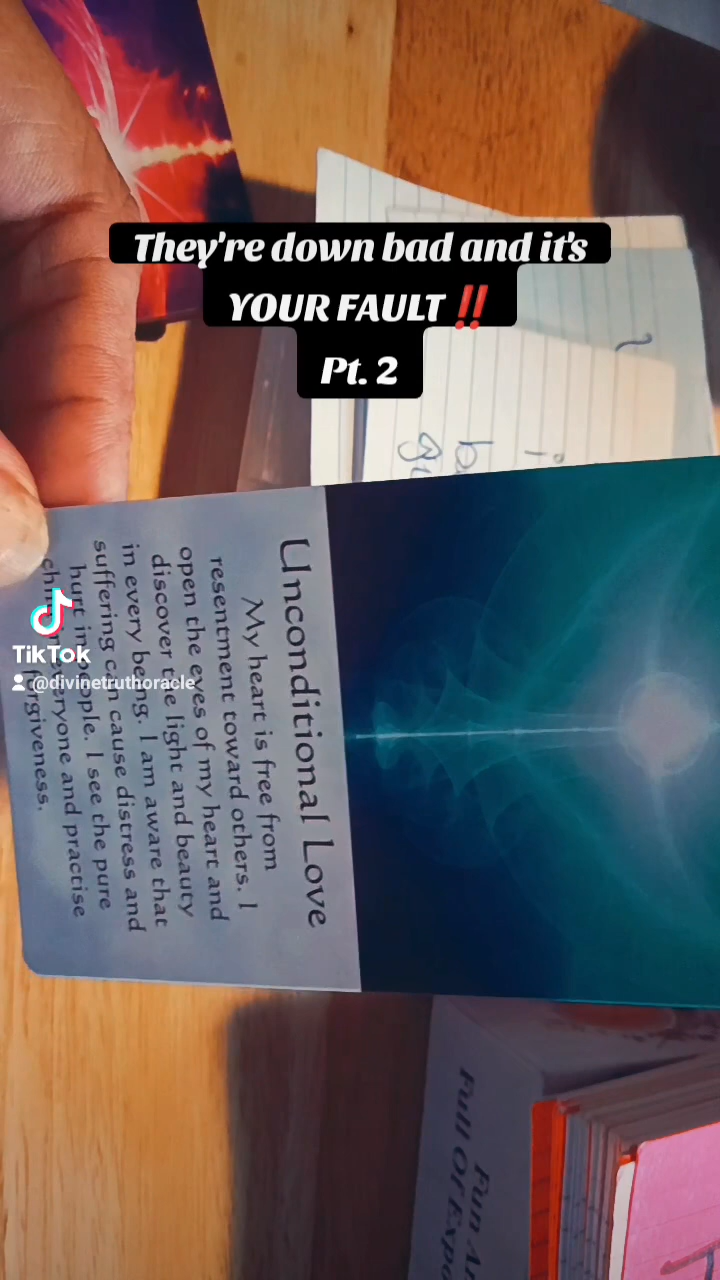 They're down bad and it's
YOUR FAULT‼️
Pt. 2
gu
b
i
Unconditional Love
My heart is free from
resentment toward others. I
open the eyes of my heart and
discover the light and beauty
in every being. I am aware that
suffering can cause distress and
hurt in people. I see the pure
in everyone and practise
forgiveness.
TikTok
@divinetruthoracle
Full Of
Fun